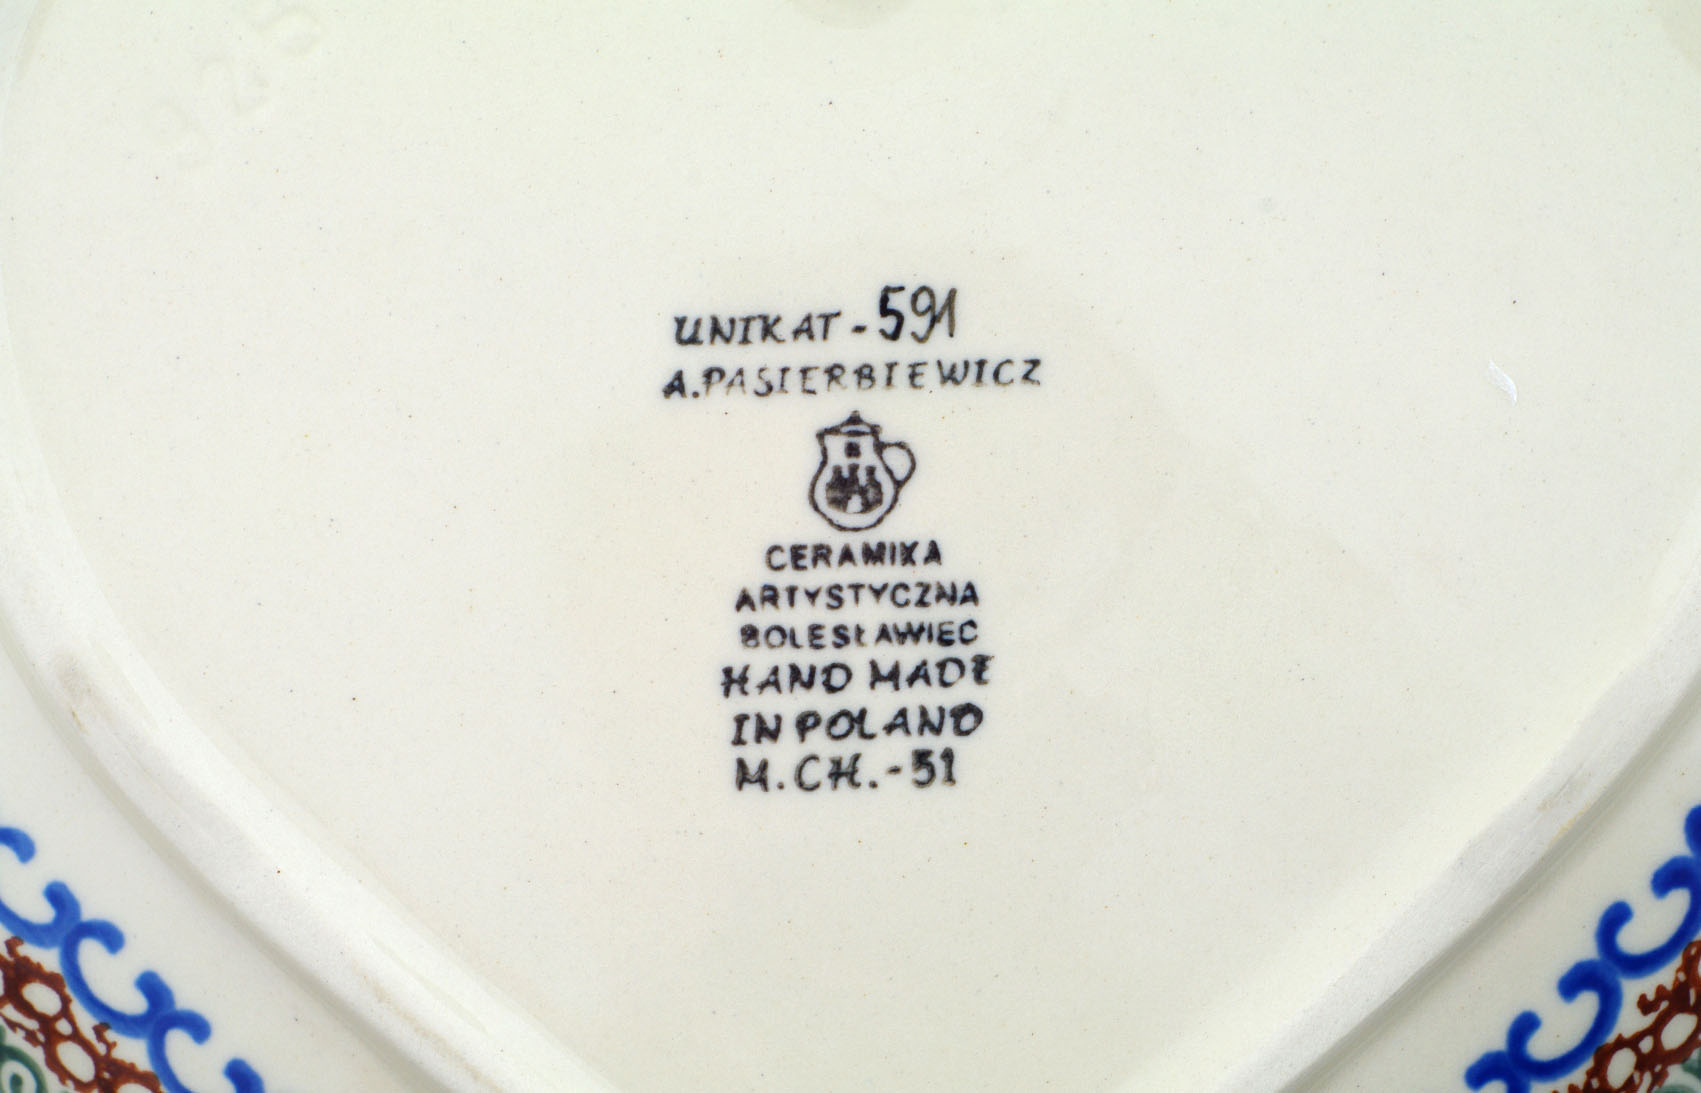 UNIKAT - 591
A. PASIERBIEWICZ
CERAMIKA
ARTYSTYCZNA
BOLESŁAWIEC
HAND MADE
IN POLAND
M. CH. - 51